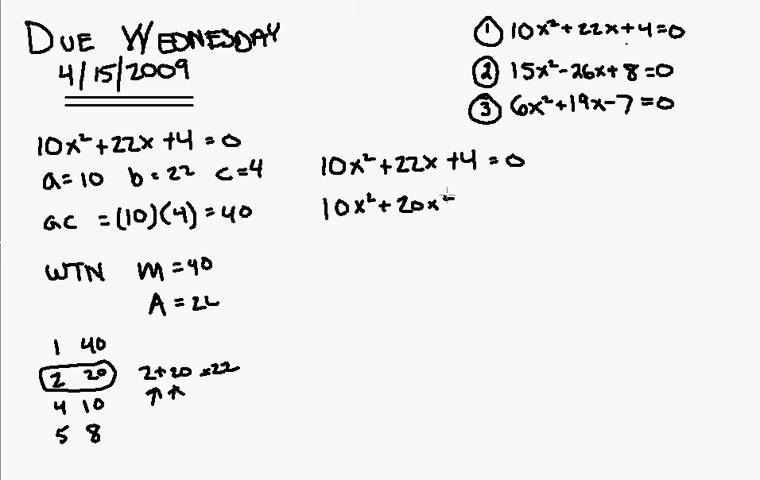 DUE WEDNESDAY
4/15/2009
① 10x²+22x+4=0
② 15x²-26x+8=0
③ 6x²+19x-7=0
10x²+22x+4=0
a=10 b=22 c=4
ac =(10)(4)=40
WTN M=40
A=22
1 40
2 20 2+20=22
4 10
5 8
10x²+22x+4=0
10x²+20x